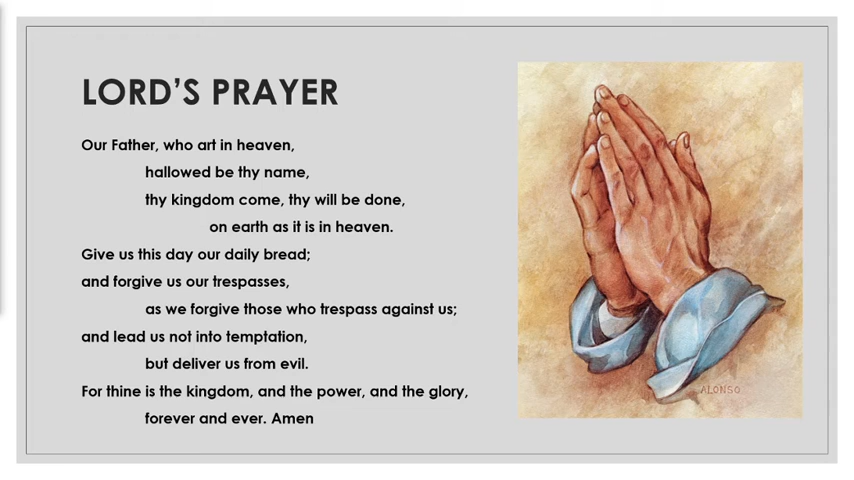 LORD’S PRAYER
Our Father, who art in heaven,
hallowed be thy name,
thy kingdom come, thy will be done,
on earth as it is in heaven.
Give us this day our daily bread;
and forgive us our trespasses,
as we forgive those who trespass against us;
and lead us not into temptation,
but deliver us from evil.
For thine is the kingdom, and the power, and the glory,
forever and ever. Amen
ALONSO